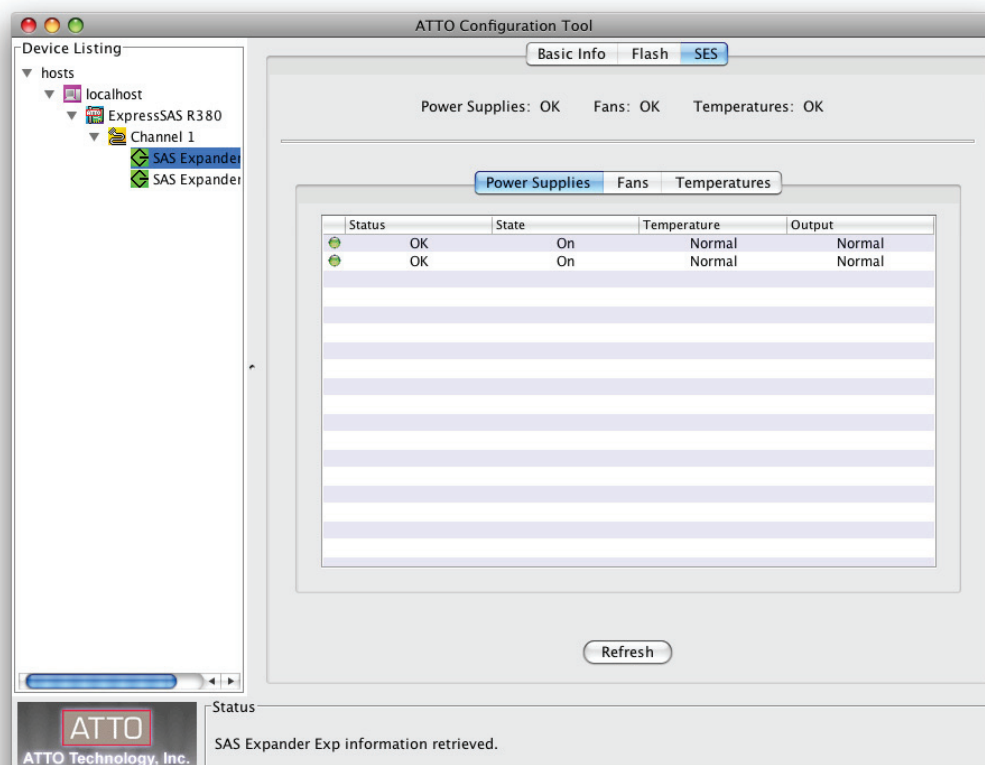 ATTO Configuration Tool
Device Listing
hosts
localhost
ExpressSAS R380
Channel 1
SAS Expander
SAS Expander
Basic Info Flash SES
Power Supplies: OK Fans: OK Temperatures: OK
Power Supplies Fans Temperatures
Status State Temperature Output
OK On Normal Normal
OK On Normal Normal
Refresh
ATTO
ATTO Technology, Inc.
Status
SAS Expander Exp information retrieved.